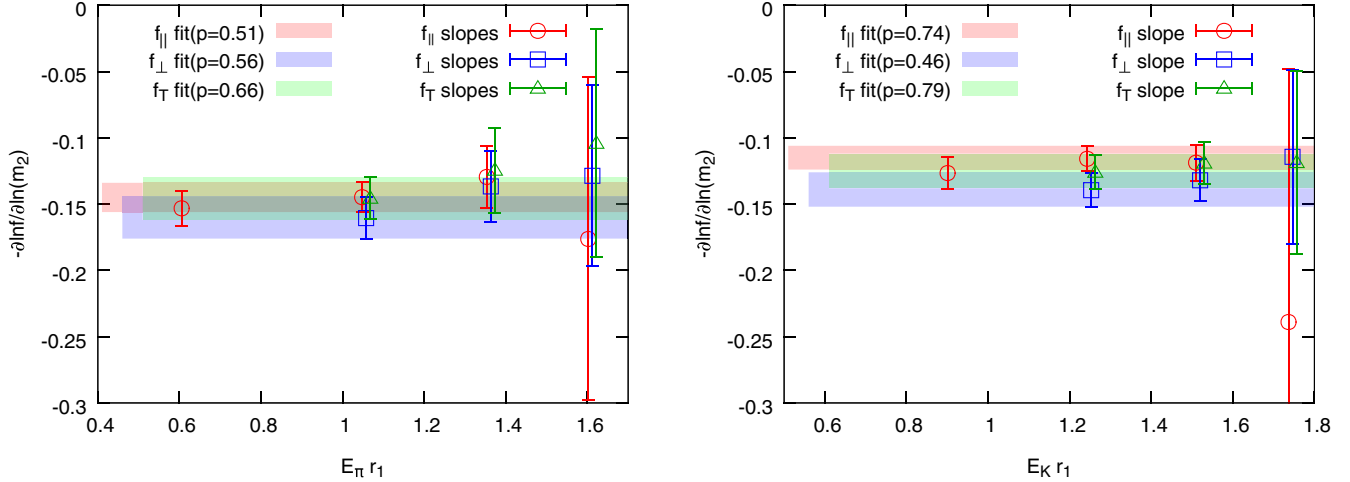 0
-0.05
-0.1
-0.15
-0.2
-0.25
-0.3
-∂lnf/∂ln(m2)
f|| fit(p=0.51)
f⊥ fit(p=0.56)
fT fit(p=0.66)
f|| slopes
f⊥ slopes
fT slopes
0.4 0.6 0.8 1 1.2 1.4 1.6
Eπ r1
0
-0.05
-0.1
-0.15
-0.2
-0.25
-0.3
-∂lnf/∂ln(m2)
f|| fit(p=0.74)
f⊥ fit(p=0.46)
fT fit(p=0.79)
f|| slope
f⊥ slope
fT slope
0.6 0.8 1 1.2 1.4 1.6 1.8
EK r1